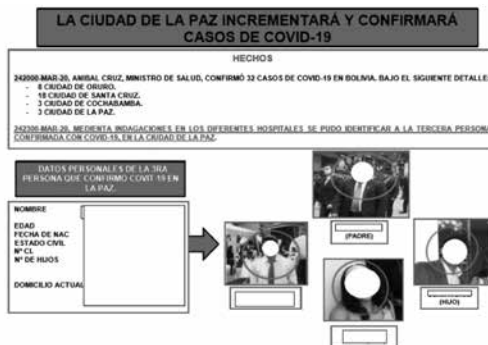 LA CIUDAD DE LA PAZ INCREMENTARÁ Y CONFIRMARÁ
CASOS DE COVID-19
HECHOS
242000-MAR-20, ANIBAL CRUZ, MINISTRO DE SALUD, CONFIRMÓ 32 CASOS DE COVID-19 EN BOLIVIA. BAJO EL SIGUIENTE DETALLE:
- 8 CIUDAD DE ORURO.
- 18 CIUDAD DE SANTA CRUZ.
- 3 CIUDAD DE COCHABAMBA.
- 3 CIUDAD DE LA PAZ.
242300-MAR-20, MEDIENTA INDAGACIONES EN LOS DIFERENTES HOSPITALES SE PUDO IDENTIFICAR A LA TERCERA PERSONA
CONFIRMADA CON COVID-19, EN LA CIUDAD DE LA PAZ.
DATOS PERSONALES DE LA 3RA
PERSONA QUE CONFIRMO COVIT-19 EN
LA PAZ.
NOMBRE
EDAD
FECHA DE NAC
ESTADO CIVIL
Nº CI.
Nº DE HIJOS
DOMICILIO ACTUAL
(PADRE)
(HIJO)